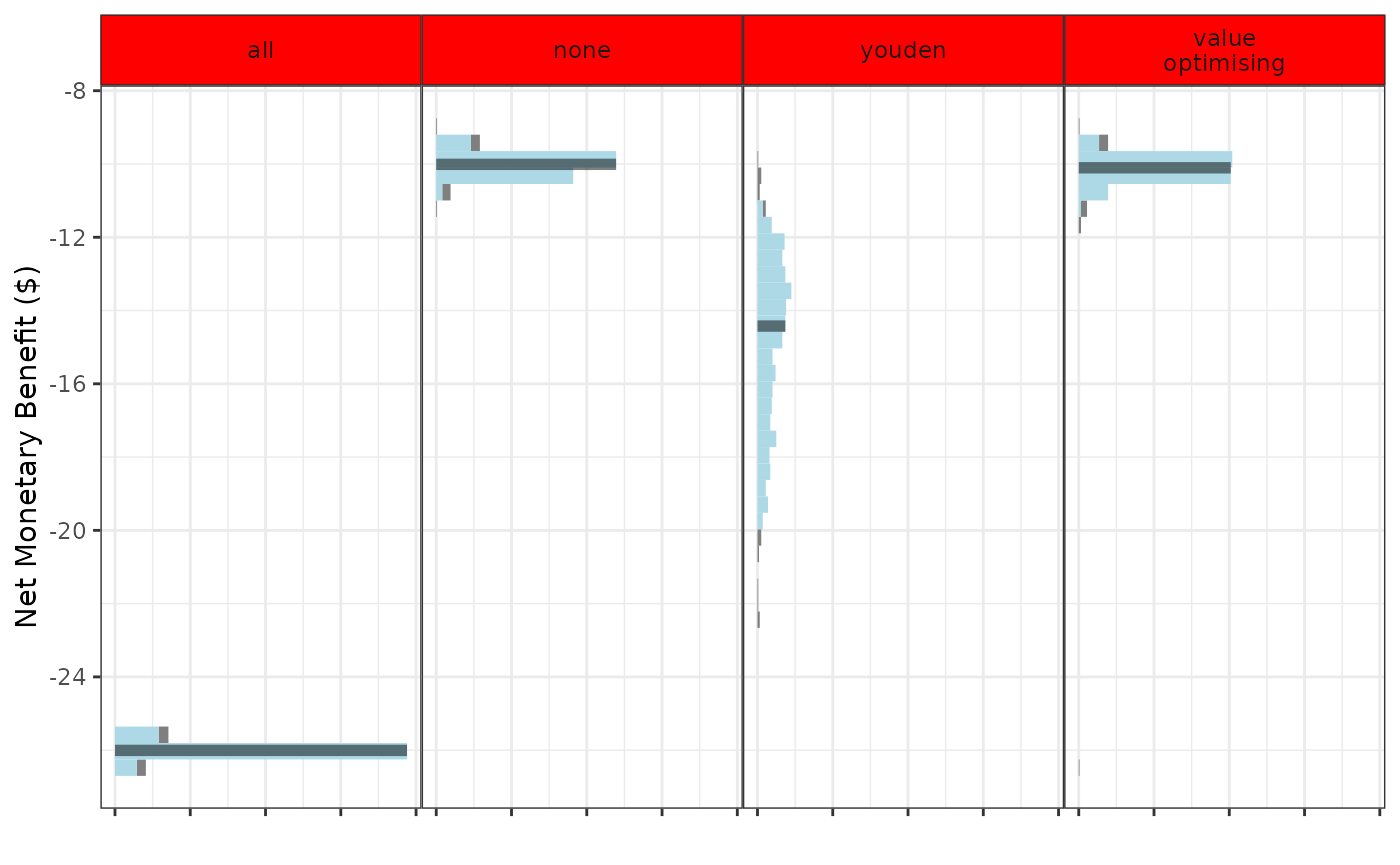 all
none
youden
value
optimising
Net Monetary Benefit ($)
-8
-12
-16
-20
-24